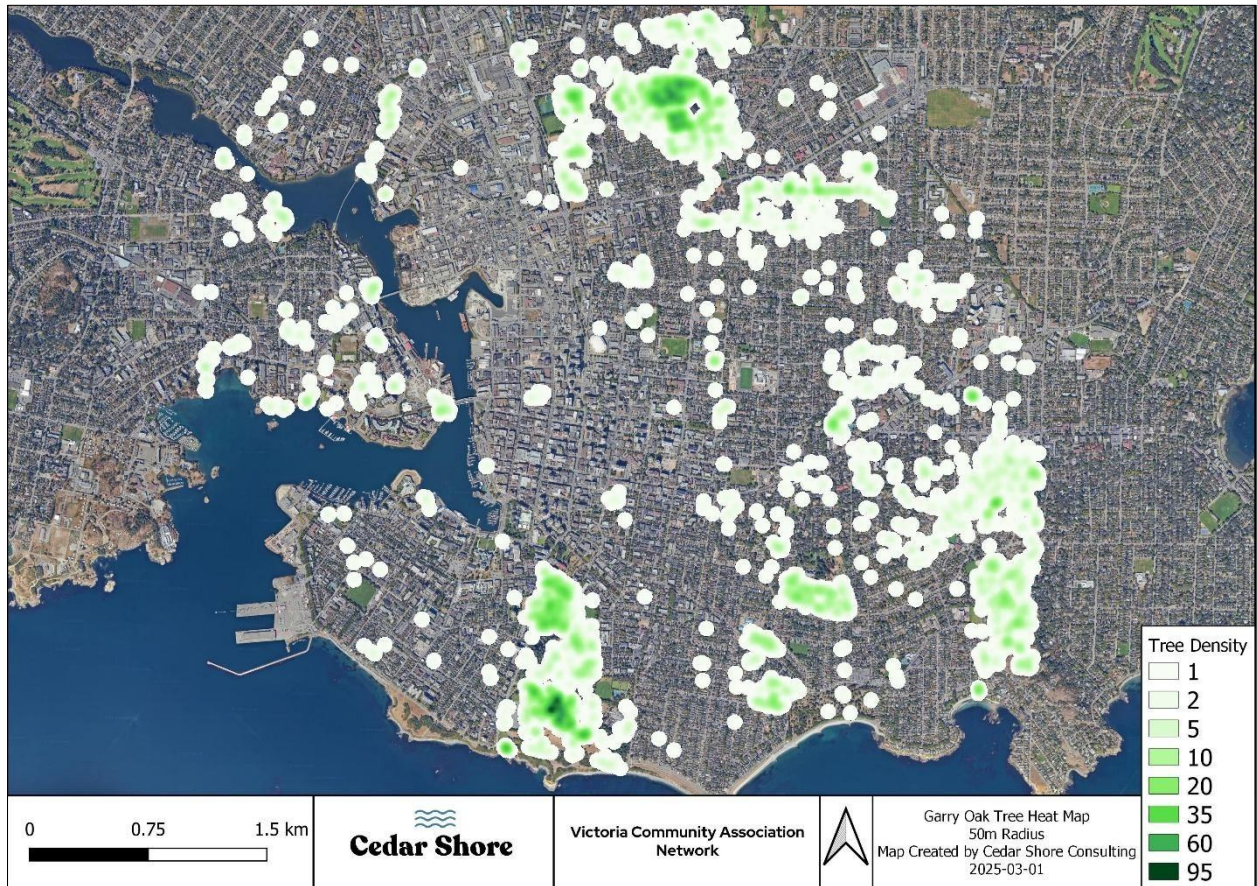 Tree Density
1
2
5
10
20
35
60
95
0 0.75 1.5 km
Cedar Shore
Victoria Community Association
Network
Garry Oak Tree Heat Map
50m Radius
Map Created by Cedar Shore Consulting
2025-03-01